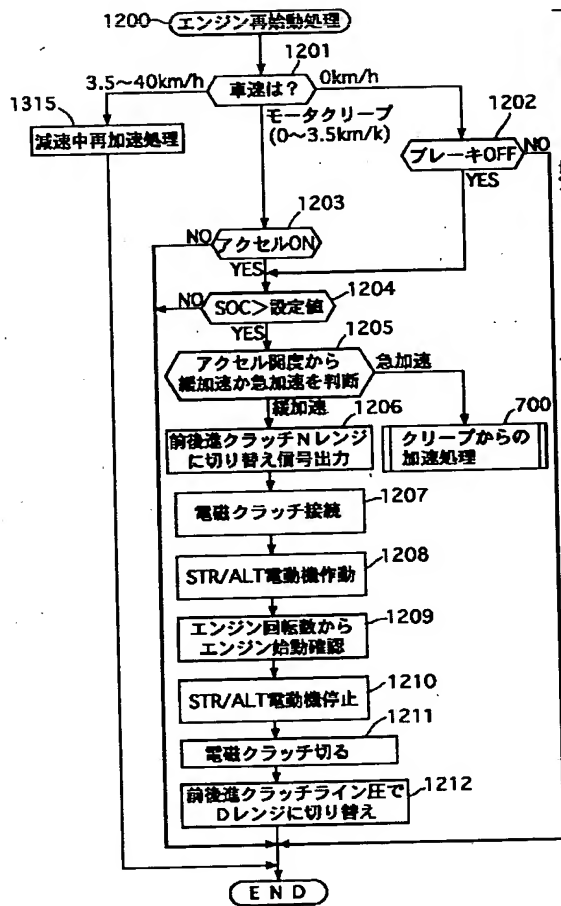 1200
エンジン再始動処理
1201
3.5~40km/h
車速は?
0km/h
1315
減速中再加速処理
モータクリープ
(0~3.5km/k)
1202
ブレーキOFF
NO
YES
1203
NO
アクセルON
YES
1204
NO
SOC>設定値
YES
1205
アクセル開度から
緩加速か急加速を判断
急加速
緩加速
1206
700
前後進クラッチNレンジ
に切り替え信号出力
クリープからの
加速処理
1207
電磁クラッチ接続
1208
STR/ALT電動機作動
1209
エンジン回転数から
エンジン始動確認
1210
STR/ALT電動機停止
1211
電磁クラッチ切る
1212
前後進クラッチライン圧で
Dレンジに切り替え
END